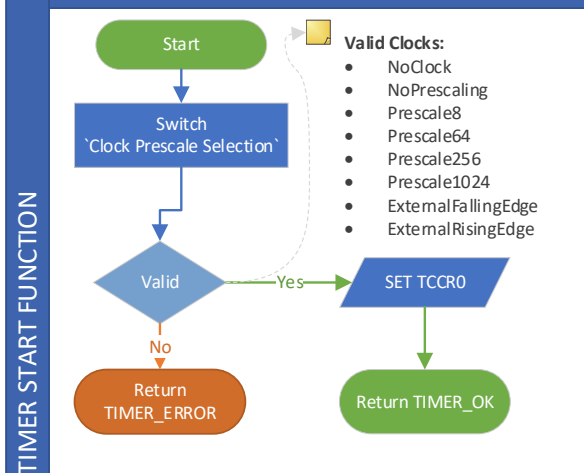 TIMER START FUNCTION
Start
Switch
`Clock Prescale Selection`
Valid Clocks:
• NoClock
• NoPrescaling
• Prescale8
• Prescale64
• Prescale256
• Prescale1024
• ExternalFallingEdge
• ExternalRisingEdge
Valid
Yes
SET TCCR0
No
Return
TIMER_ERROR
Return TIMER_OK